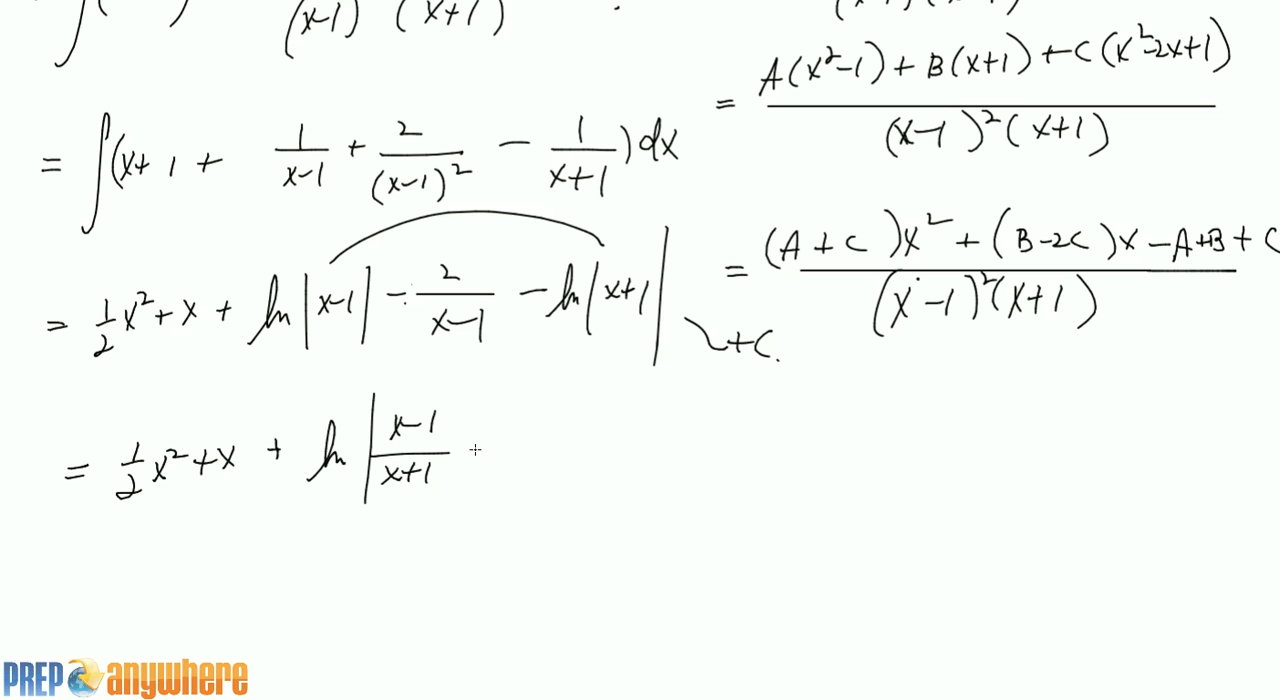 ∫( ) (x-1) (x+1)
= ∫(x+1 + 1/(x-1) + 2/(x-1)² - 1/(x+1)) dx
= ½x² + x + ln|x-1| - 2/(x-1) - ln|x+1| + C.
= ½x² + x + ln|(x-1)/(x+1)
= (A(x²-1) + B(x+1) + C(x²-2x+1))/((x-1)²(x+1))
= ((A+C)x² + (B-2C)x - A+B+C)/((x-1)²(x+1))
PREP anywhere